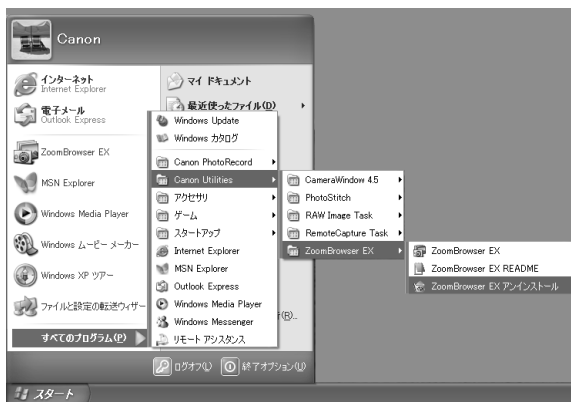 Canon
インターネット
Internet Explorer
電子メール
Outlook Express
ZoomBrowser EX
MSN Explorer
Windows Media Player
Windows ムービー メーカー
Windows XP ツアー
ファイルと設定の転送ウィザー
すべてのプログラム(P)
マイ ドキュメント
最近使ったファイル(D)
(R)...
Windows Update
Windows カタログ
Canon PhotoRecord
Canon Utilities
アクセサリ
ゲーム
スタートアップ
Internet Explorer
MSN Explorer
Outlook Express
Windows Media Player
Windows Messenger
リモート アシスタンス
CameraWindow 4.5
PhotoStitch
RAW Image Task
RemoteCapture Task
ZoomBrowser EX
ZoomBrowser EX
ZoomBrowser EX README
ZoomBrowser EX アンインストール
ログオフ(L)
終了オプション(U)
スタート